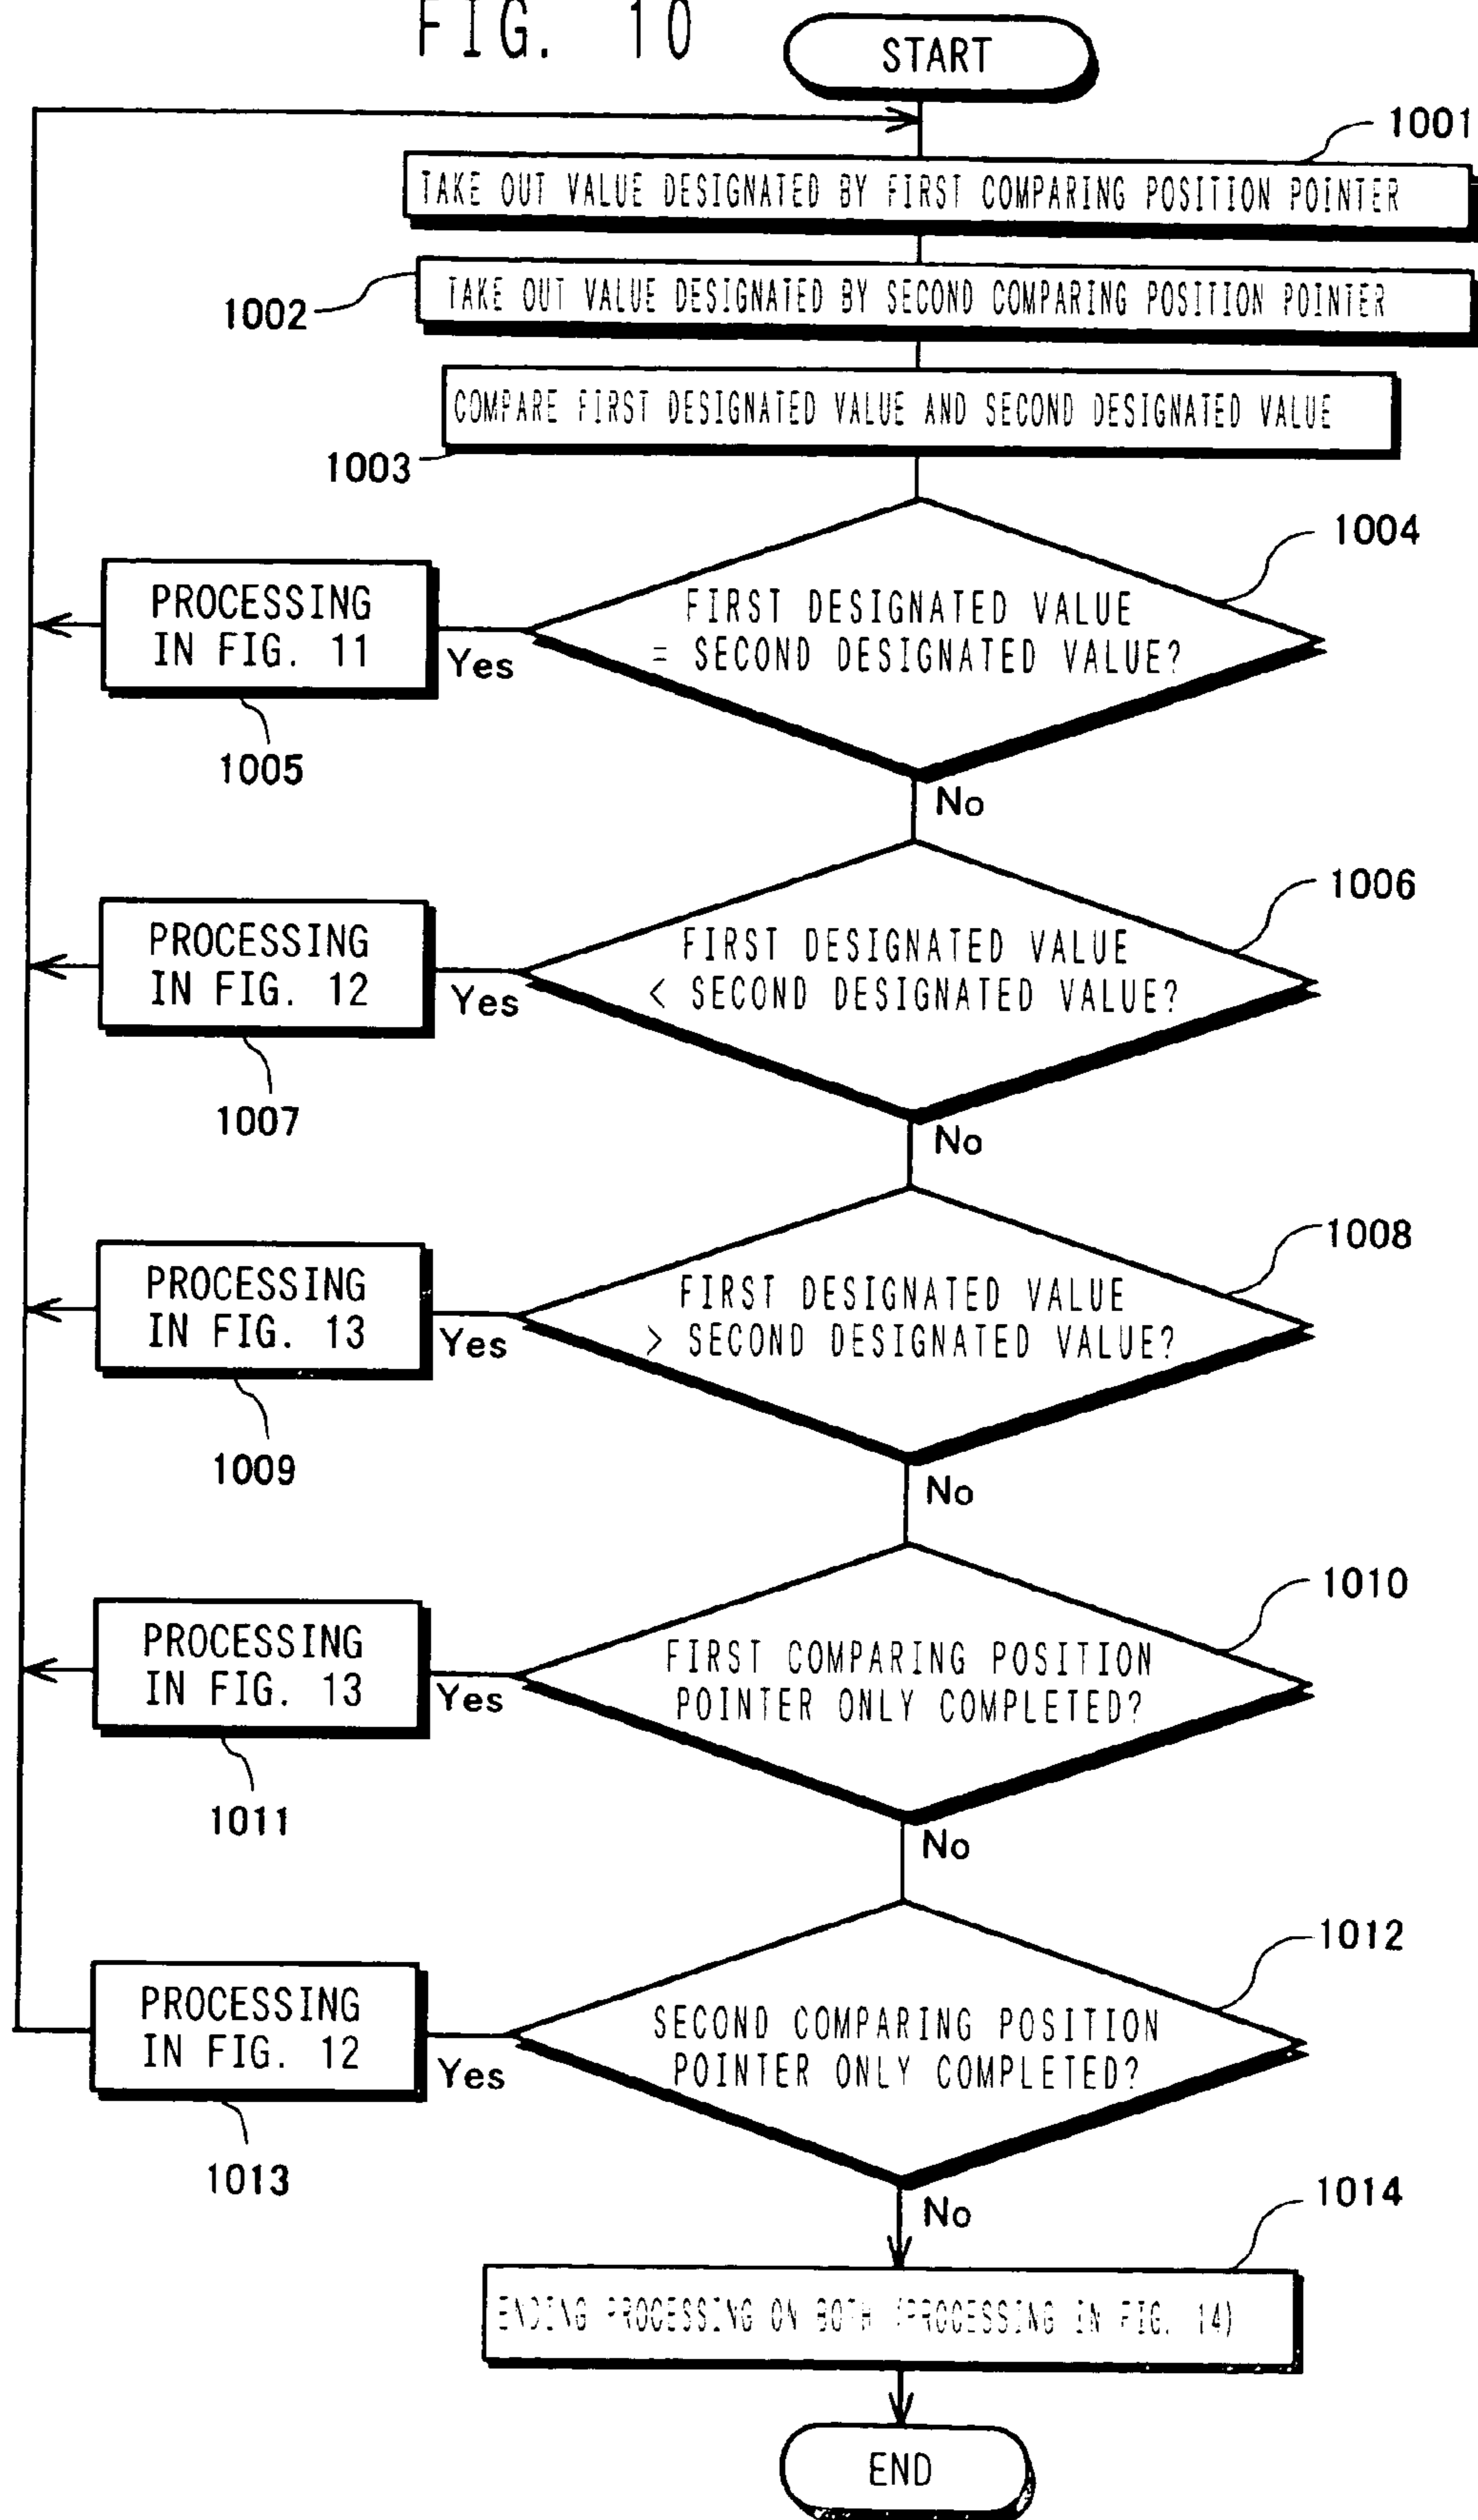 FIG. 10
START
1001
TAKE OUT VALUE DESIGNATED BY FIRST COMPARING POSITION POINTER
1002
TAKE OUT VALUE DESIGNATED BY SECOND COMPARING POSITION POINTER
COMPARE FIRST DESIGNATED VALUE AND SECOND DESIGNATED VALUE
1003
1004
FIRST DESIGNATED VALUE
= SECOND DESIGNATED VALUE?
PROCESSING
IN FIG. 11
Yes
1005
No
1006
FIRST DESIGNATED VALUE
< SECOND DESIGNATED VALUE?
PROCESSING
IN FIG. 12
Yes
1007
No
1008
FIRST DESIGNATED VALUE
> SECOND DESIGNATED VALUE?
PROCESSING
IN FIG. 13
Yes
1009
No
1010
FIRST COMPARING POSITION
POINTER ONLY COMPLETED?
PROCESSING
IN FIG. 13
Yes
1011
No
1012
SECOND COMPARING POSITION
POINTER ONLY COMPLETED?
PROCESSING
IN FIG. 12
Yes
1013
No
1014
ENDING PROCESSING ON BOTH (PROCESSING IN FIG. 14)
END